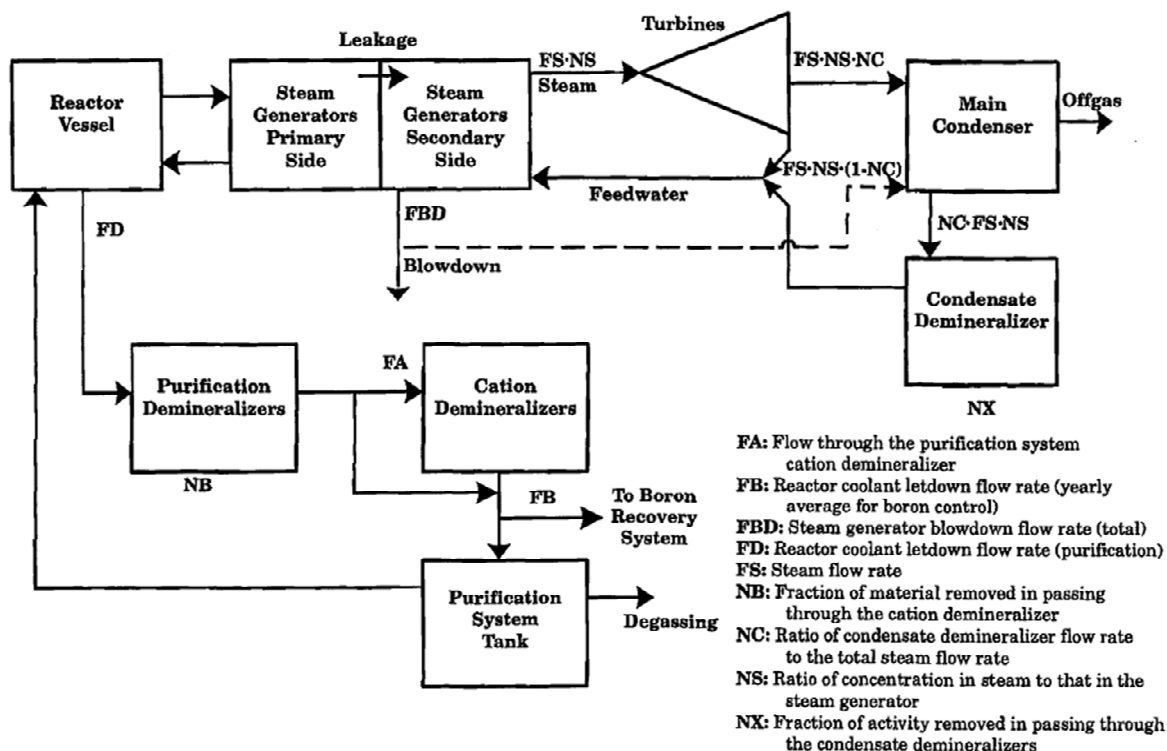 Leakage
Turbines
Reactor
Vessel
Steam
Generators
Primary
Side
Steam
Generators
Secondary
Side
FS·NS
Steam
FS·NS·NC
Main
Condenser
Offgas
FS·NS·(1-NC)
Feedwater
FBD
Blowdown
NC·FS·NS
Condensate
Demineralizer
NX
FD
Purification
Demineralizers
NB
FA
Cation
Demineralizers
FB
To Boron
Recovery
System
Purification
System
Tank
Degassing
FA: Flow through the purification system
cation demineralizer
FB: Reactor coolant letdown flow rate (yearly
average for boron control)
FBD: Steam generator blowdown flow rate (total)
FD: Reactor coolant letdown flow rate (purification)
FS: Steam flow rate
NB: Fraction of material removed in passing
through the cation demineralizer
NC: Ratio of condensate demineralizer flow rate
to the total steam flow rate
NS: Ratio of concentration in steam to that in the
steam generator
NX: Fraction of activity removed in passing through
the condensate demineralizers